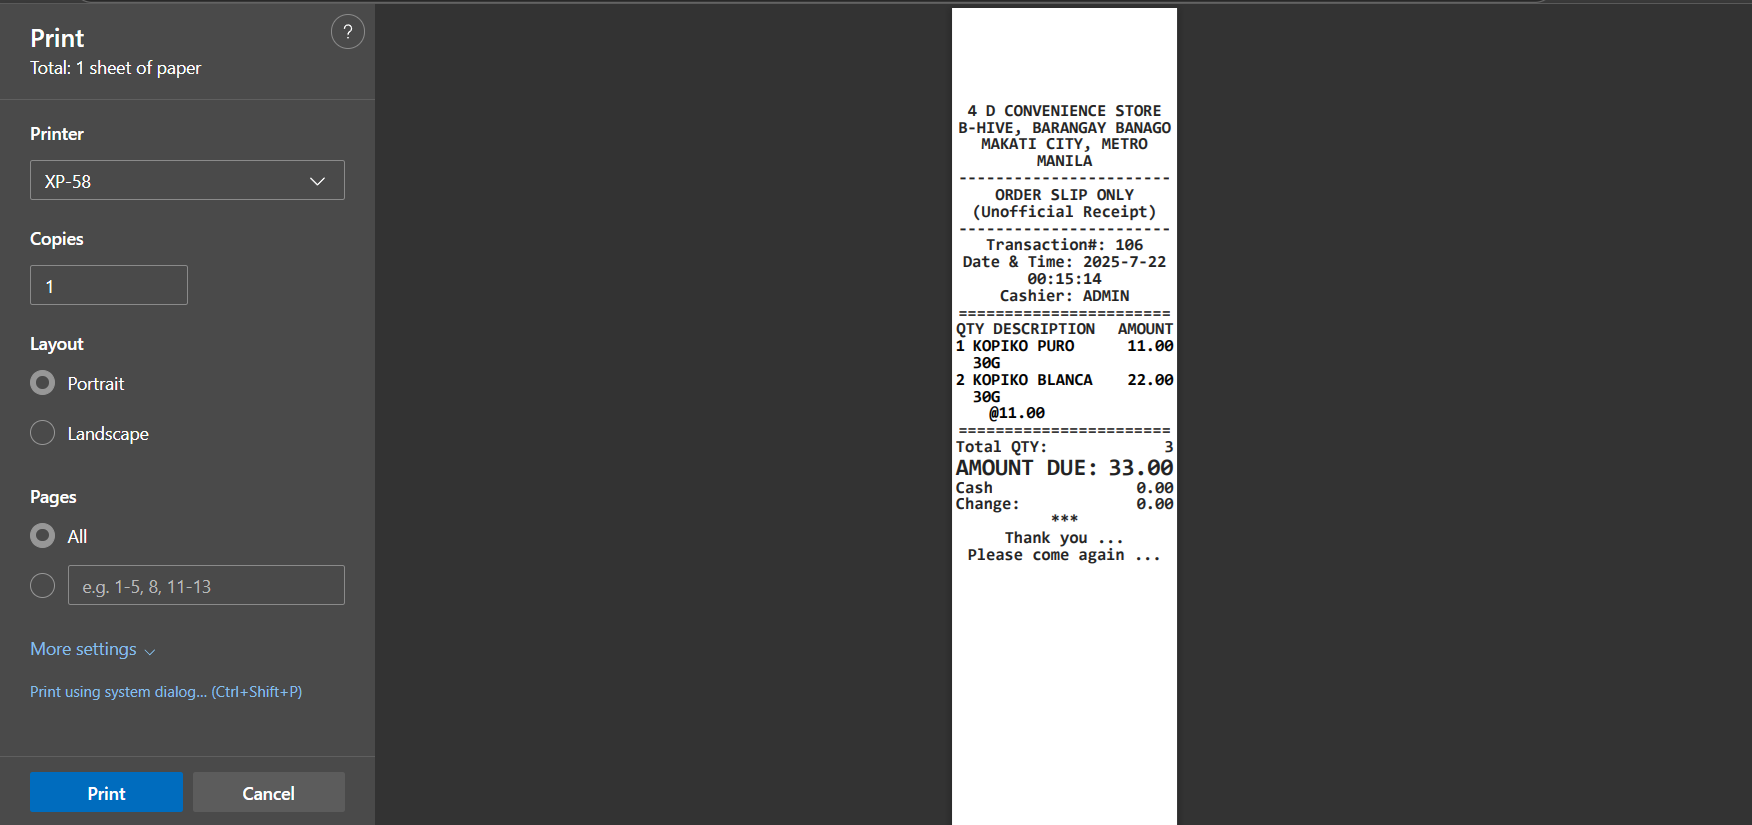 Print
?
Total: 1 sheet of paper
Printer
XP-58
Copies
1
Layout
Portrait
Landscape
Pages
All
e.g. 1-5, 8, 11-13
More settings
Print using system dialog... (Ctrl+Shift+P)
Print Cancel
4 D CONVENIENCE STORE
B-HIVE, BARANGAY BANAGO
MAKATI CITY, METRO
MANILA
-----------------------
ORDER SLIP ONLY
(Unofficial Receipt)
-----------------------
Transaction#: 106
Date & Time: 2025-7-22
00:15:14
Cashier: ADMIN
=======================
QTY DESCRIPTION AMOUNT
1 KOPIKO PURO 11.00
30G
2 KOPIKO BLANCA 22.00
30G
@11.00
=======================
Total QTY: 3
AMOUNT DUE: 33.00
Cash 0.00
Change: 0.00
***
Thank you ...
Please come again ...